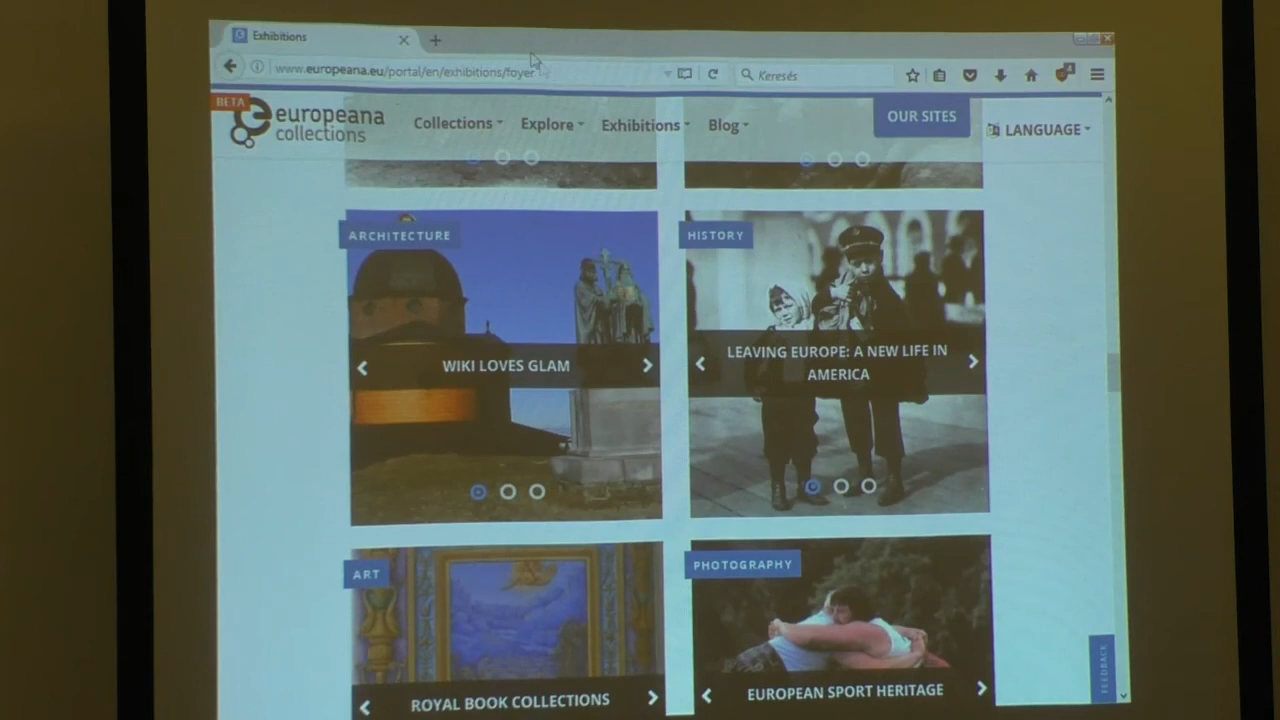 Exhibitions
www.europeana.eu/portal/en/exhibitions/foyer
Keresés
4
BETA
europeana
collections
Collections
Explore
Exhibitions
Blog
OUR SITES
LANGUAGE
ARCHITECTURE
HISTORY
WIKI LOVES GLAM
LEAVING EUROPE: A NEW LIFE IN
AMERICA
ART
PHOTOGRAPHY
ROYAL BOOK COLLECTIONS
EUROPEAN SPORT HERITAGE
FEEDBACK